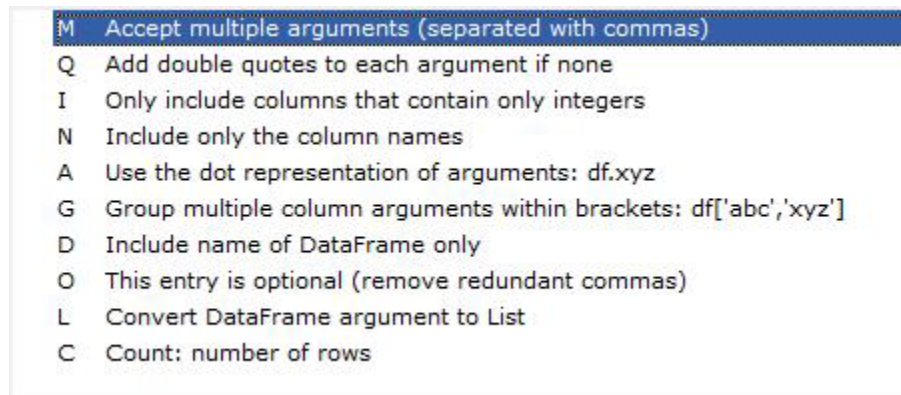 M Accept multiple arguments (separated with commas)
Q Add double quotes to each argument if none
I Only include columns that contain only integers
N Include only the column names
A Use the dot representation of arguments: df.xyz
G Group multiple column arguments within brackets: df['abc','xyz']
D Include name of DataFrame only
O This entry is optional (remove redundant commas)
L Convert DataFrame argument to List
C Count: number of rows